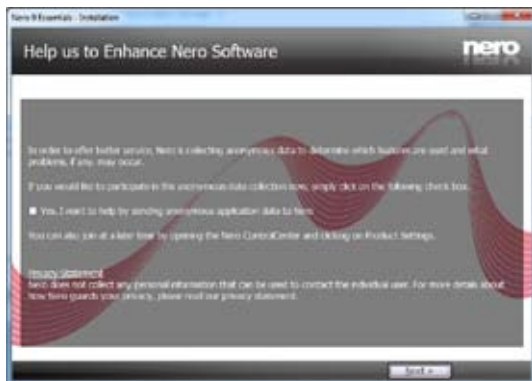 Nero 9 Essentials - Installation
Help us to Enhance Nero Software
nero
In order to offer better service, Nero is collecting anonymous data to determine which features are used and what
problems, if any, may occur.
If you would like to participate in this anonymous data collection now, simply click on the following check box.
Yes, I want to help by sending anonymous application data to Nero
You can also join at a later time by opening the Nero ControlCenter and clicking on Product Settings.
Privacy Statement
Nero does not collect any personal information that can be used to contact the individual user. For more details about
how Nero guards your privacy, please read our privacy statement.
Next >